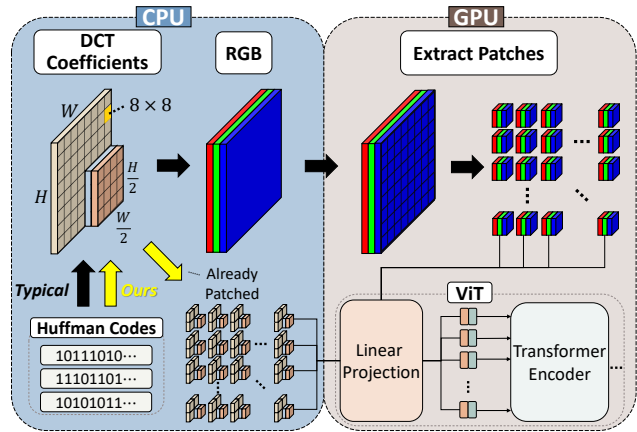 CPU
GPU
DCT
Coefficients
RGB
Extract Patches
W
8 × 8
H
H/2
W/2
Typical
Ours
Already
Patched
Huffman Codes
10111010⋯
11101101⋯
10101011⋯
ViT
Linear
Projection
Transformer
Encoder